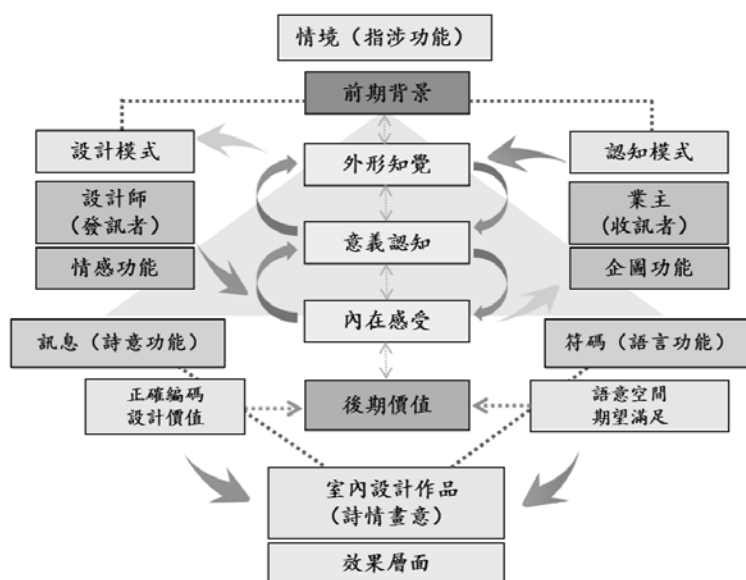 情境（指涉功能）
前期背景
設計模式
外形知覺
認知模式
設計師
（發訊者）
業主
（收訊者）
意義認知
情感功能
企圖功能
內在感受
訊息（詩意功能）
符碼（語言功能）
正確編碼
設計價值
後期價值
語意空間
期望滿足
室內設計作品
（詩情畫意）
效果層面